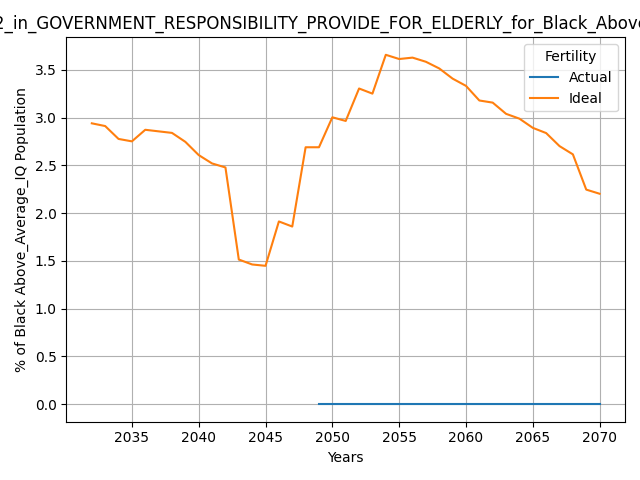 2_in_GOVERNMENT_RESPONSIBILITY_PROVIDE_FOR_ELDERLY_for_Black_Above
Fertility
Actual
Ideal
% of Black Above_Average_IQ Population
3.5
3.0
2.5
2.0
1.5
1.0
0.5
0.0
2035 2040 2045 2050 2055 2060 2065 2070
Years